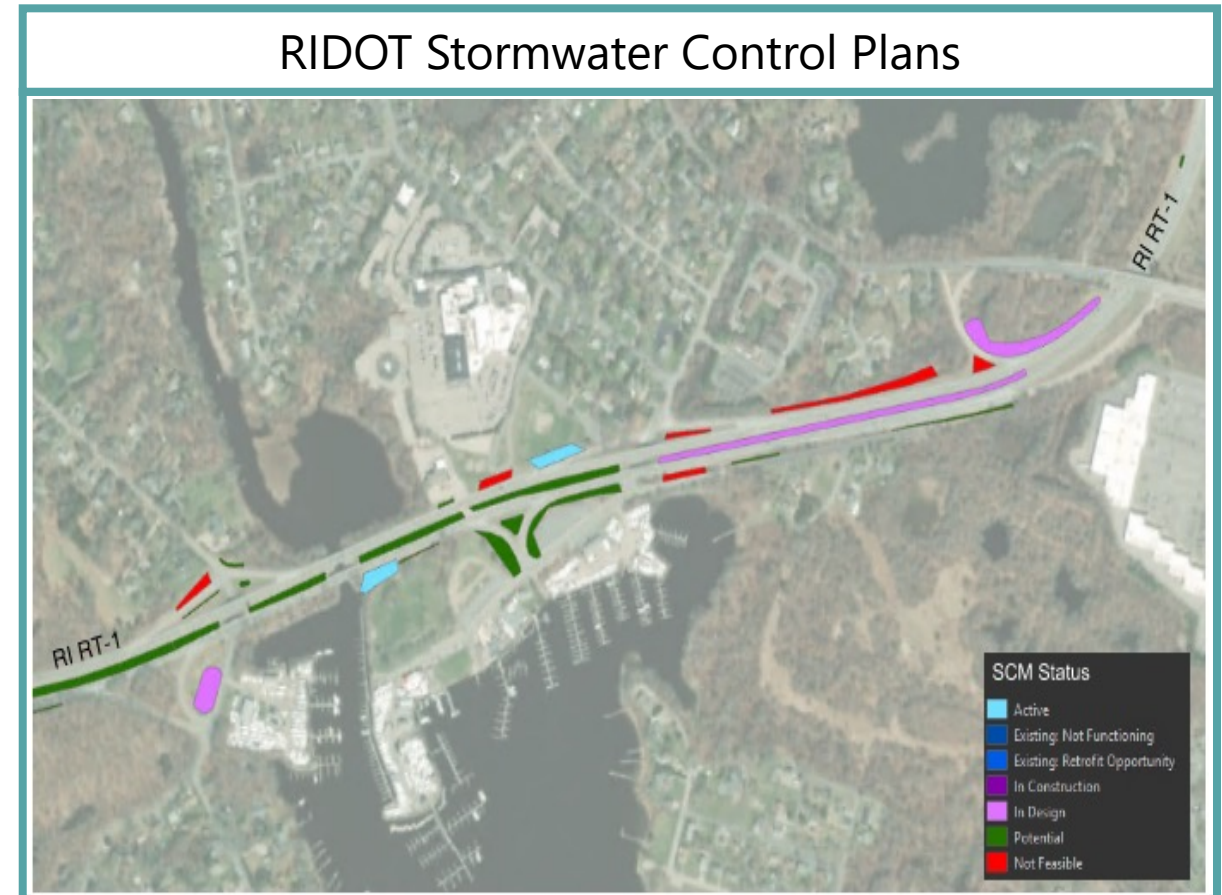 RIDOT Stormwater Control Plans
RI RT-1
RI RT-1
SCM Status
Active
Existing: Not Functioning
Existing: Retrofit Opportunity
In Construction
In Design
Potential
Not Feasible